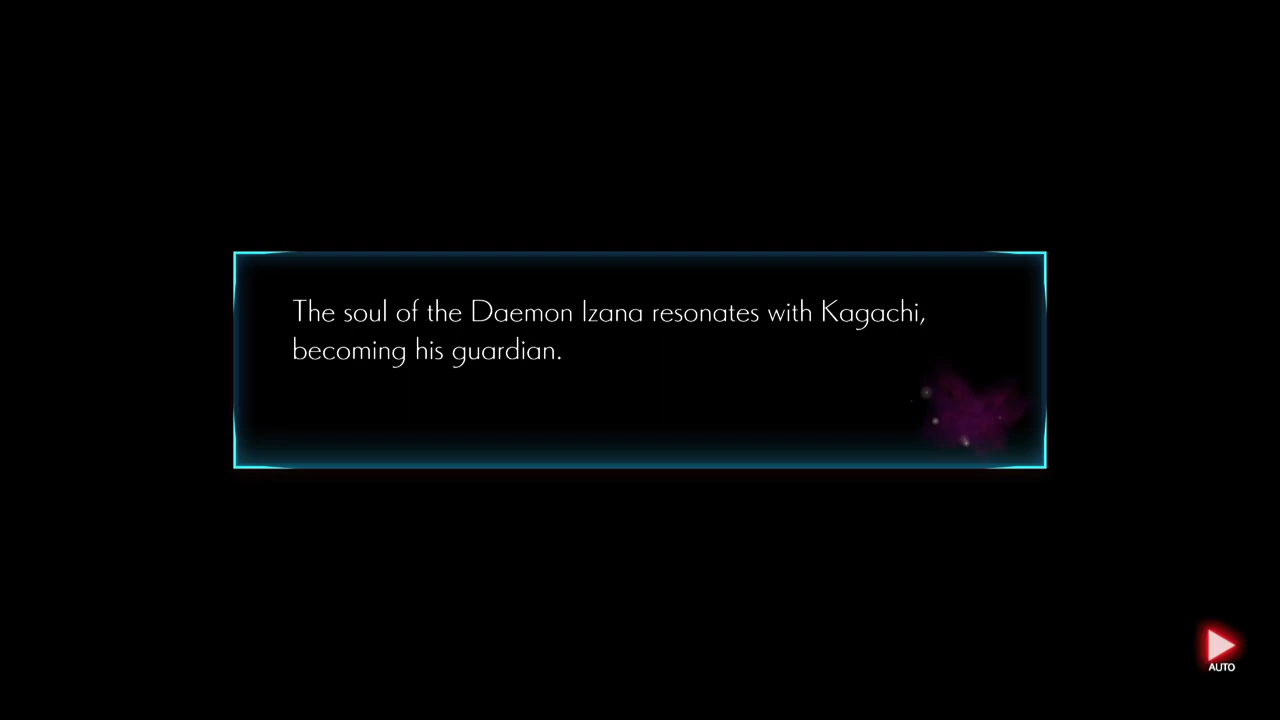 The soul of the Daemon Izana resonates with Kagachi,
becoming his guardian.
AUTO